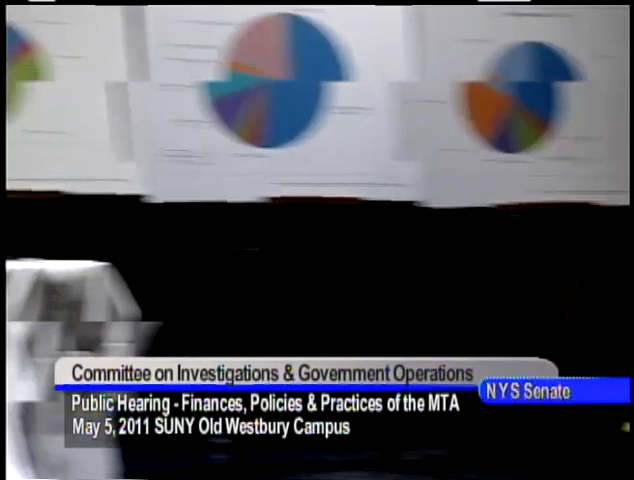 Committee on Investigations & Government Operations
NYS Senate
Public Hearing - Finances, Policies & Practices of the MTA
May 5, 2011 SUNY Old Westbury Campus